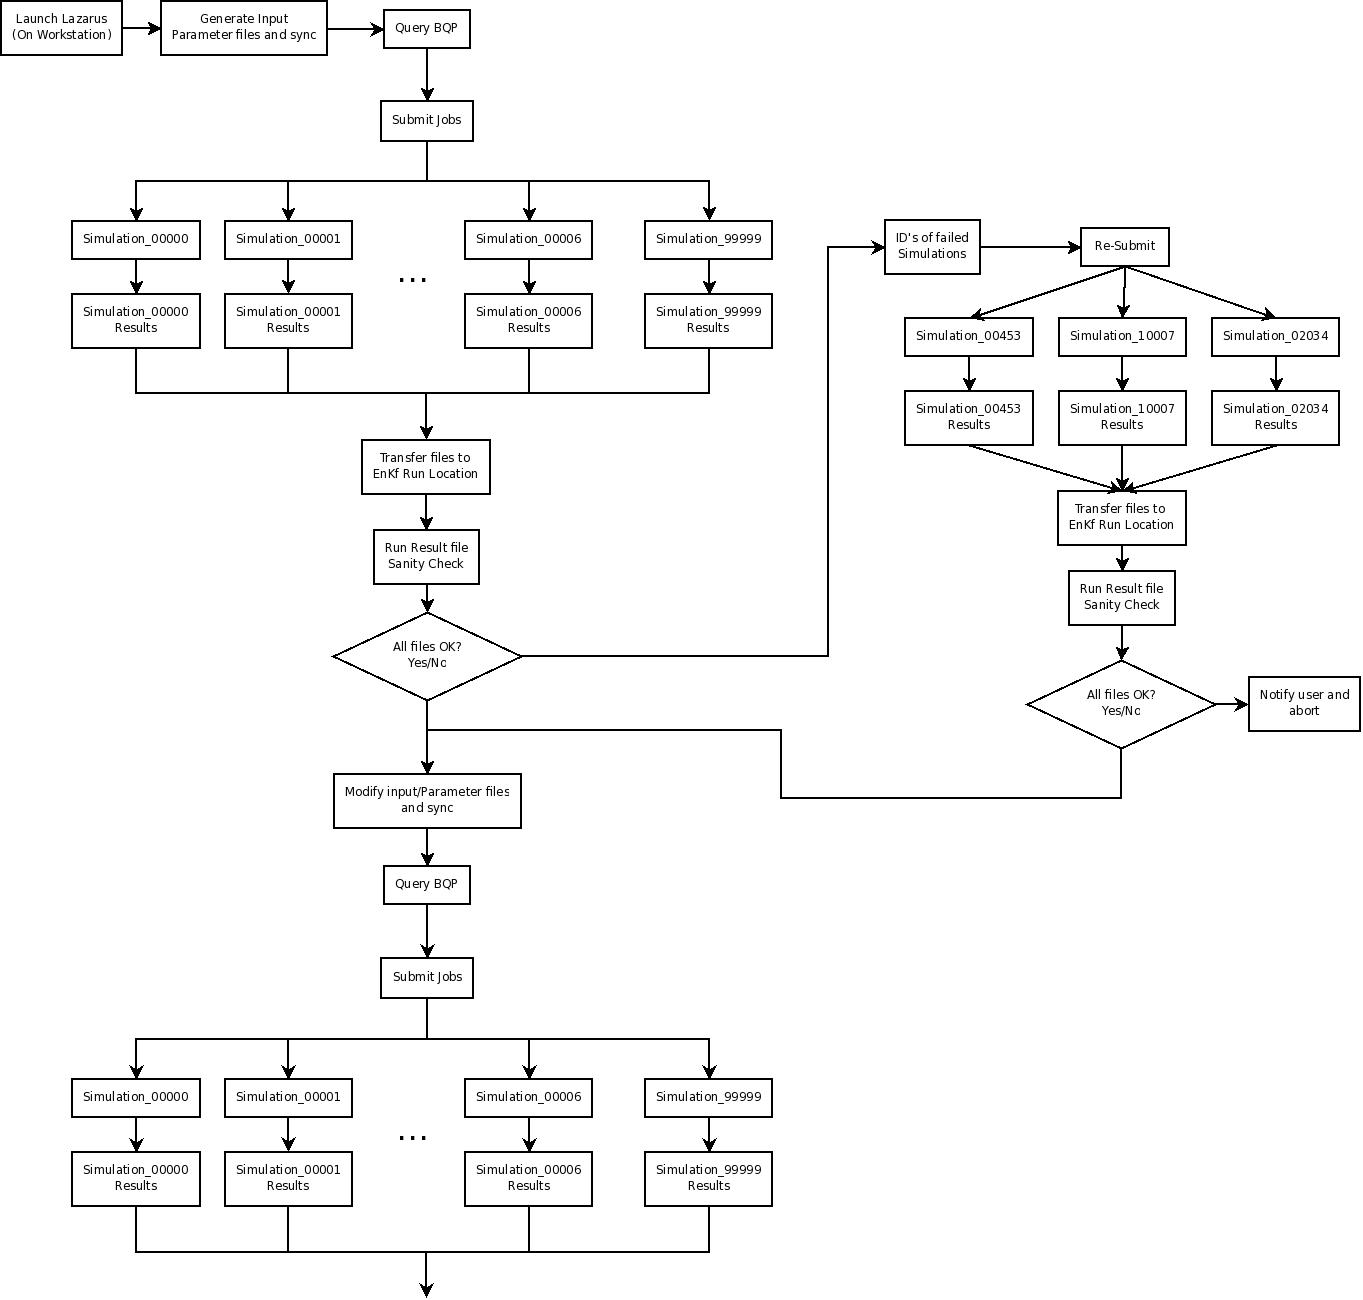 Launch Lazarus
(On Workstation)
Generate Input
Parameter files and sync
Query BQP
Submit Jobs
Simulation_00000
Simulation_00001
Simulation_00006
Simulation_99999
...
Simulation_00000
Results
Simulation_00001
Results
Simulation_00006
Results
Simulation_99999
Results
Transfer files to
EnKf Run Location
Run Result file
Sanity Check
All files OK?
Yes/No
ID's of failed
Simulations
Re-Submit
Simulation_00453
Simulation_10007
Simulation_02034
Simulation_00453
Results
Simulation_10007
Results
Simulation_02034
Results
Transfer files to
EnKf Run Location
Run Result file
Sanity Check
All files OK?
Yes/No
Notify user and
abort
Modify input/Parameter files
and sync
Query BQP
Submit Jobs
Simulation_00000
Simulation_00001
Simulation_00006
Simulation_99999
...
Simulation_00000
Results
Simulation_00001
Results
Simulation_00006
Results
Simulation_99999
Results